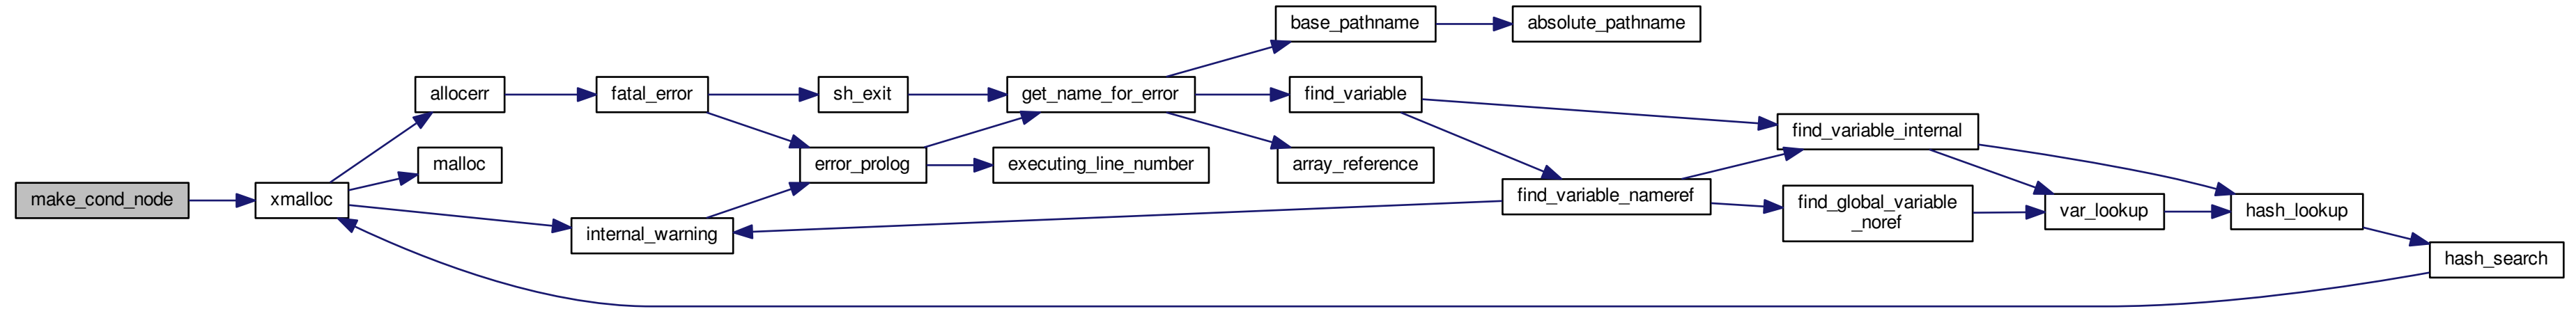 base_pathname
absolute_pathname
allocerr
fatal_error
sh_exit
get_name_for_error
find_variable
find_variable_internal
malloc
error_prolog
executing_line_number
array_reference
make_cond_node
xmalloc
internal_warning
find_variable_nameref
find_global_variable
_noref
var_lookup
hash_lookup
hash_search